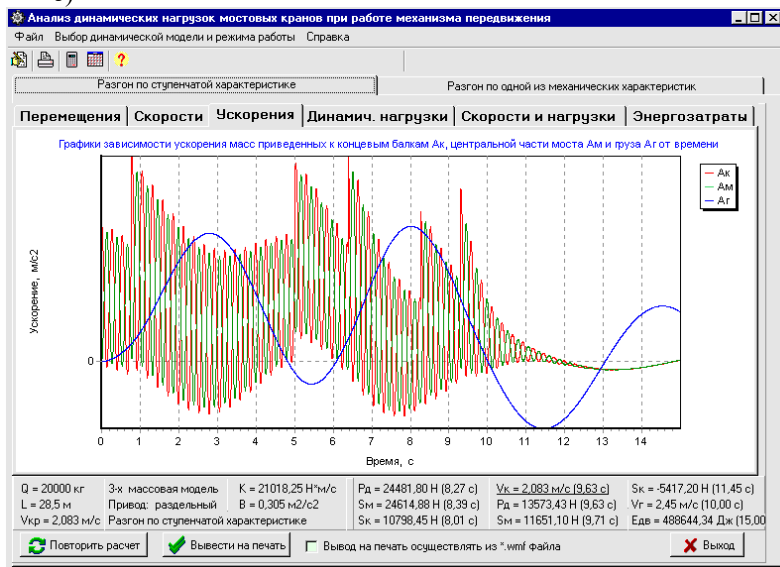 Анализ динамических нагрузок мостовых кранов при работе механизма передвижения
Файл Выбор динамической модели и режима работы Справка
Разгон по ступенчатой характеристике Разгон по одной из механических характеристик
Перемещения Скорости Ускорения Динамич. нагрузки Скорости и нагрузки Энергозатраты
Графики зависимости ускорения масс приведенных к концевым балкам Ак, центральной части моста Ам и груза Аг от времени
Ак
Ам
Аг
Ускорение, м/с2
0
0 1 2 3 4 5 6 7 8 9 10 11 12 13 14
Время, с
Q = 20000 кг 3-х массовая модель K = 21018,25 Н*м/с Рд = 24481,80 Н (8,27 с) Vк = 2,083 м/с (9,63 с) Sк = -5417,20 Н (11,45 с)
L = 28,5 м Привод: раздельный В = 0,305 м2/с2 Sм = 24614,88 Н (8,39 с) Рд = 13573,43 Н (9,63 с) Vг = 2,45 м/с (10,00 с)
Vкр = 2,083 м/с Разгон по ступенчатой характеристике Sк = 10798,45 Н (8,01 с) Sм = 11651,10 Н (9,71 с) Едв = 488644,34 Дж (15,00
Повторить расчет Вывести на печать Вывод на печать осуществлять из *.wmf файла Выход